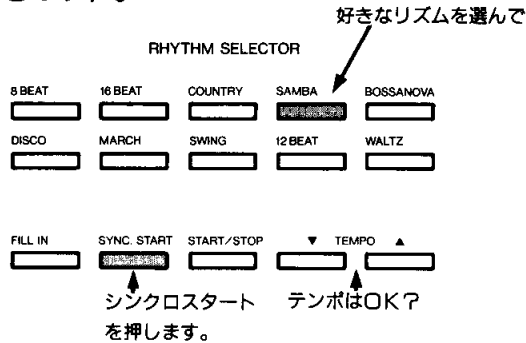 好きなリズムを選んで
RHYTHM SELECTOR
8 BEAT 16 BEAT COUNTRY SAMBA BOSSANOVA
DISCO MARCH SWING 12 BEAT WALTZ
FILL IN SYNC. START START/STOP ▼ TEMPO ▲
シンクロスタート
を押します。
テンポはOK?